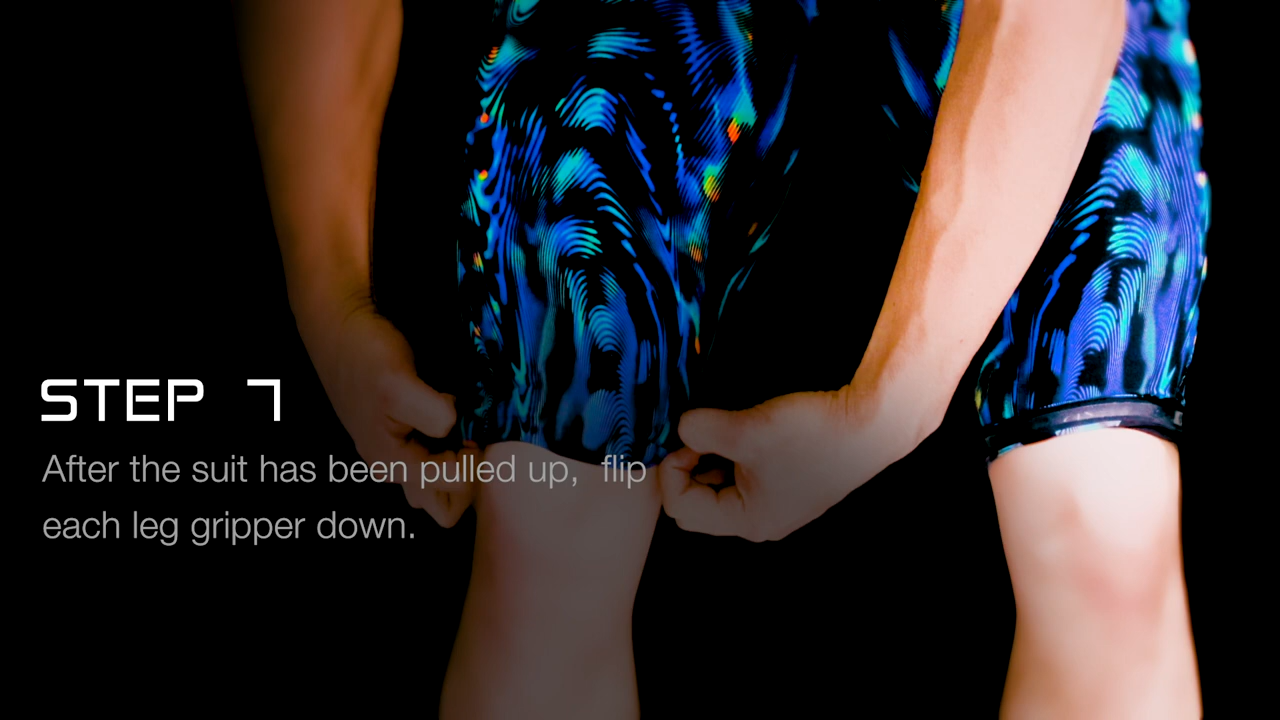 STEP 7
After the suit has been pulled up, flip
each leg gripper down.